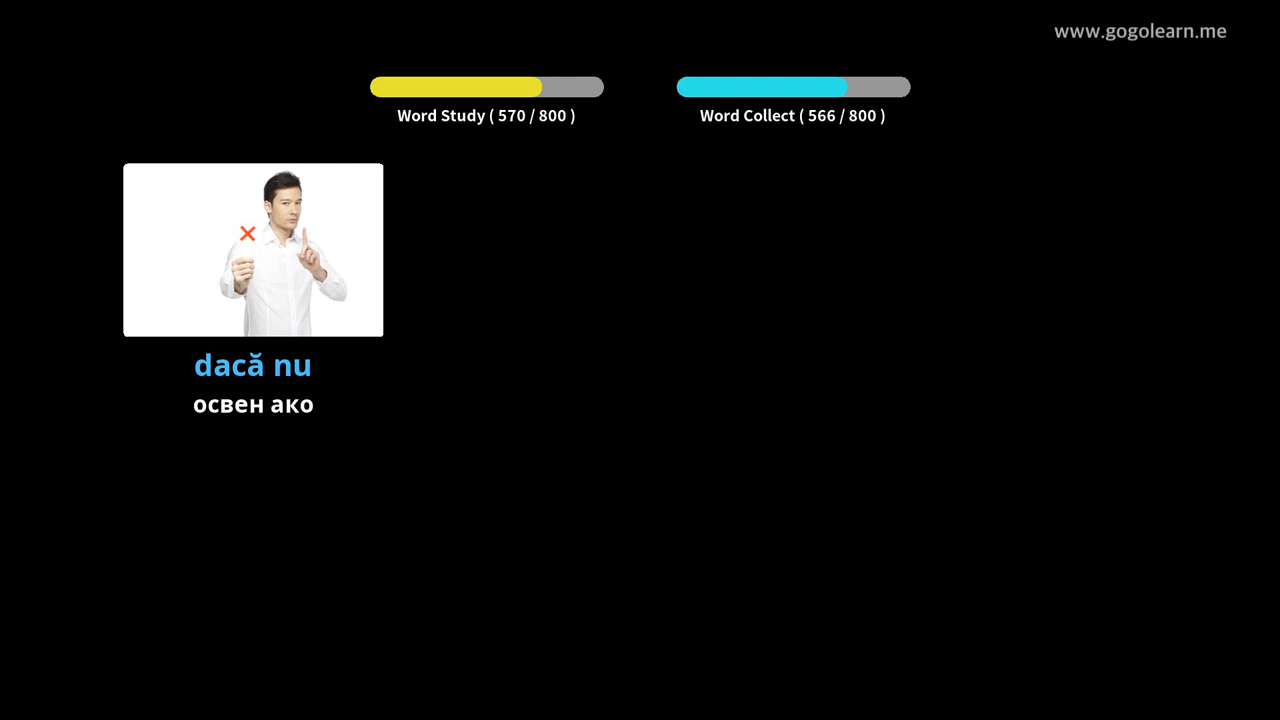 www.gogolearn.me
Word Study ( 570 / 800 )
Word Collect ( 566 / 800 )
dacă nu
освен ако